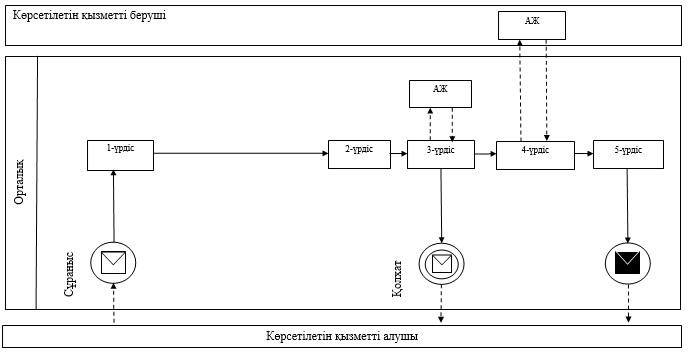 Көрсетілетін қызметті беруші
АЖ
АЖ
1-үрдіс
2-үрдіс
3-үрдіс
4-үрдіс
5-үрдіс
Орталық
Сұраныс
Қолхат
Көрсетілетін қызметті алушы